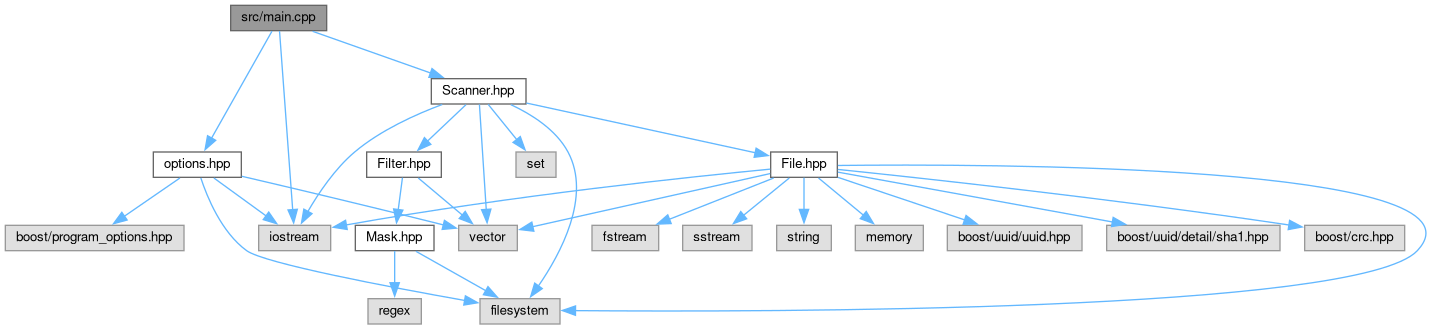 src/main.cpp
Scanner.hpp
options.hpp
Filter.hpp
set
File.hpp
boost/program_options.hpp
iostream
Mask.hpp
vector
fstream
sstream
string
memory
boost/uuid/uuid.hpp
boost/uuid/detail/sha1.hpp
boost/crc.hpp
regex
filesystem